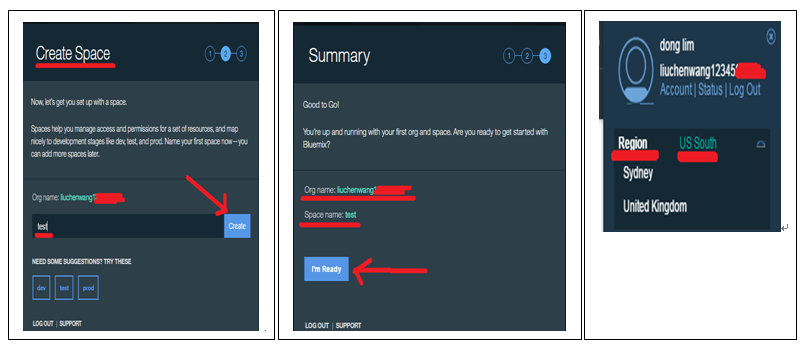 Create Space
1 2 3
Now, let's get you set up with a space.
Spaces help you manage access and permissions for a set of resources, and map
nicely to development stages like dev, test, and prod. Name your first space now—you
can add more spaces later.
Org name: liuchenwang1
test
Create
NEED SOME SUGGESTIONS? TRY THESE
dev test prod
LOG OUT | SUPPORT
Summary
1 2 3
Good to Go!
You're up and running with your first org and space. Are you ready to get started with
Bluemix?
Org name: liuchenwang1
Space name: test
I'm Ready
LOG OUT | SUPPORT
dong lim
liuchenwang12345
Account | Status | Log Out
Region US South
Sydney
United Kingdom